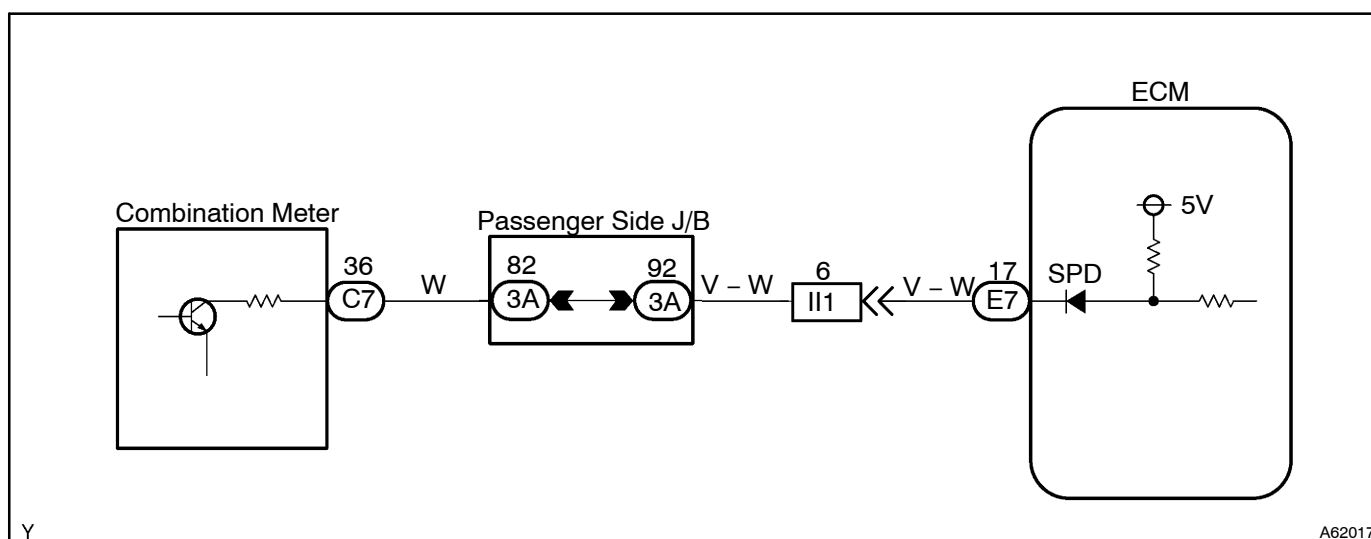 ECM
5V
Combination Meter
Passenger Side J/B
36
C7
W
82
3A
92
3A
V – W
6
II1
V – W
17
E7
SPD
Y
A62017